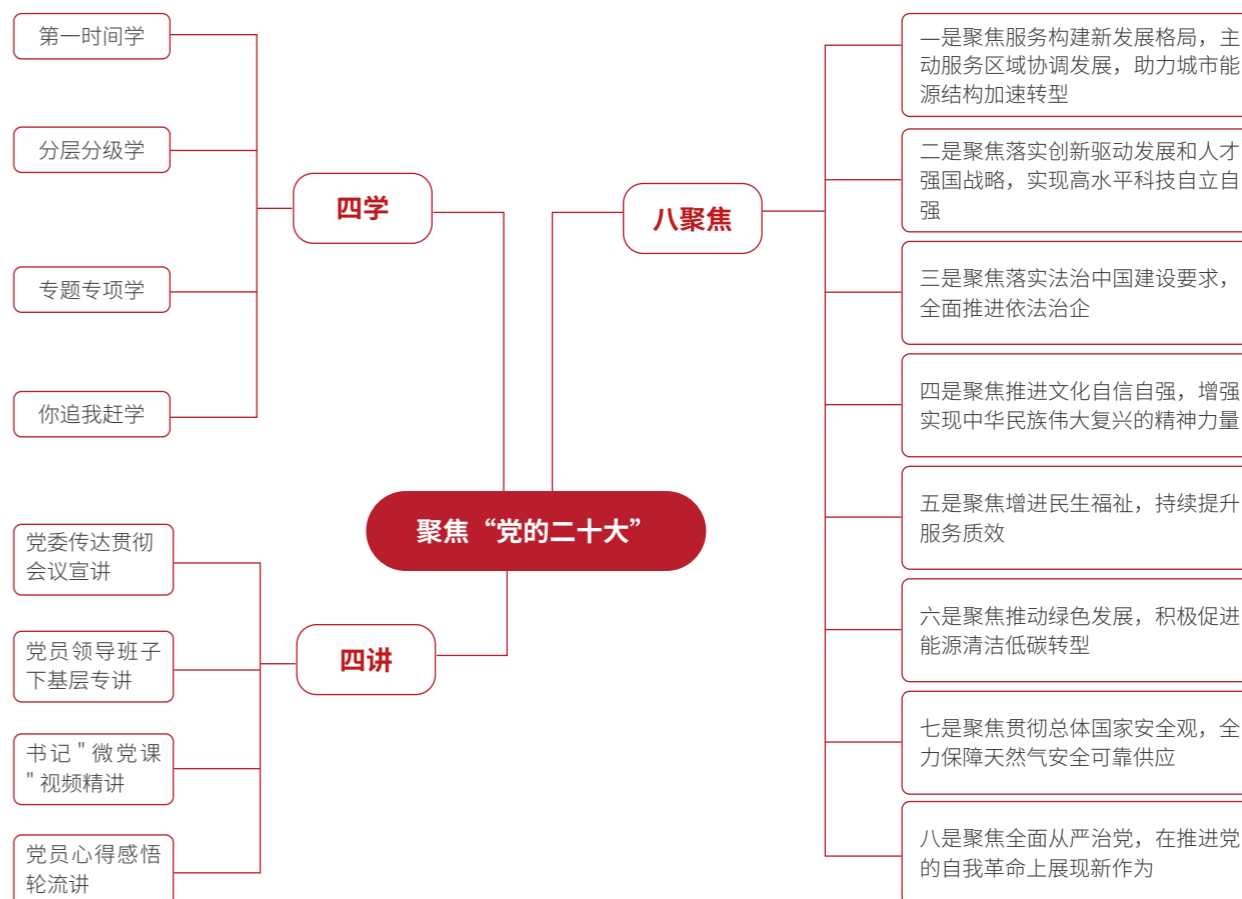 聚焦“党的二十大”
四学
第一时间学
分层分级学
专题专项学
你追我赶学
四讲
党委传达贯彻
会议宣讲
党员领导班子
下基层专讲
书记"微党课
"视频精讲
党员心得感悟
轮流讲
八聚焦
一是聚焦服务构建新发展格局，主
动服务区域协调发展，助力城市能
源结构加速转型
二是聚焦落实创新驱动发展和人才
强国战略，实现高水平科技自立自
强
三是聚焦落实法治中国建设要求，
全面推进依法治企
四是聚焦推进文化自信自强，增强
实现中华民族伟大复兴的精神力量
五是聚焦增进民生福祉，持续提升
服务质效
六是聚焦推动绿色发展，积极促进
能源清洁低碳转型
七是聚焦贯彻总体国家安全观，全
力保障天然气安全可靠供应
八是聚焦全面从严治党，在推进党
的自我革命上展现新作为